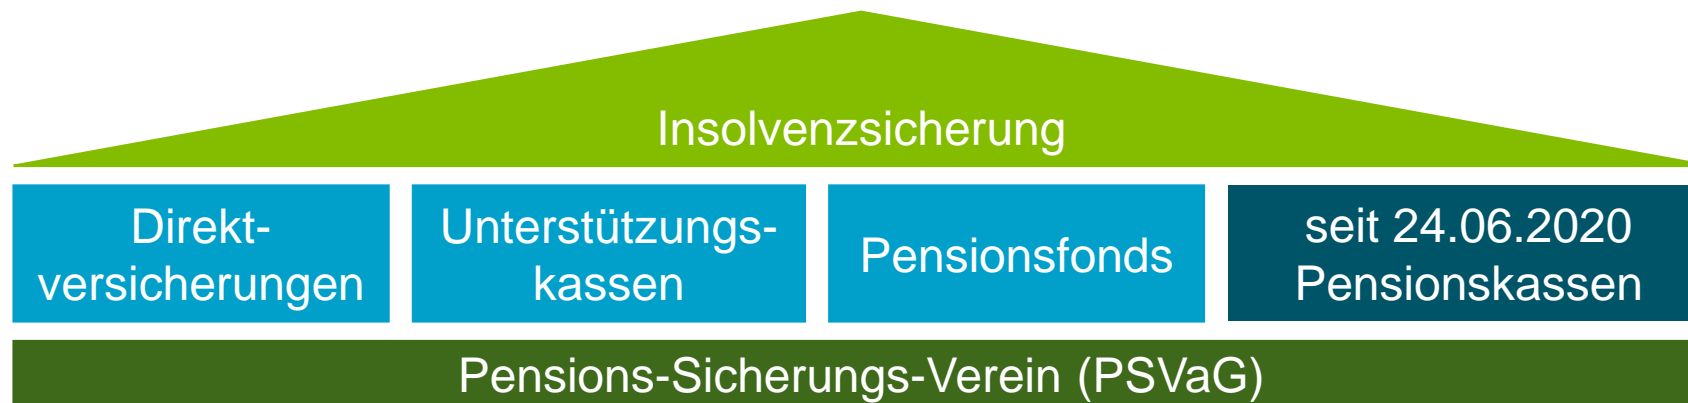 Insolvenzsicherung
Direkt-
versicherungen
Unterstützungs-
kassen
Pensionsfonds
seit 24.06.2020
Pensionskassen
Pensions-Sicherungs-Verein (PSVaG)